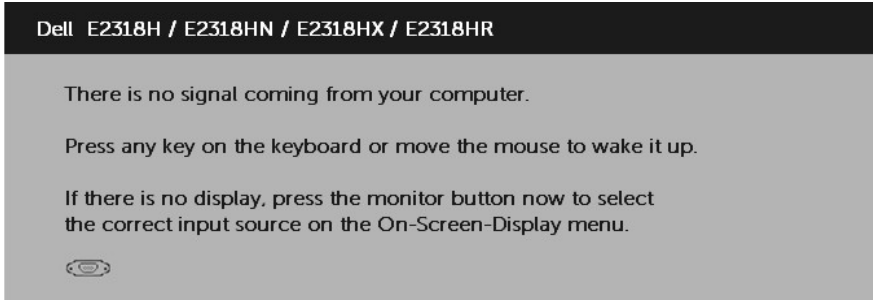 Dell E2318H / E2318HN / E2318HX / E2318HR
There is no signal coming from your computer.
Press any key on the keyboard or move the mouse to wake it up.
If there is no display, press the monitor button now to select
the correct input source on the On-Screen-Display menu.